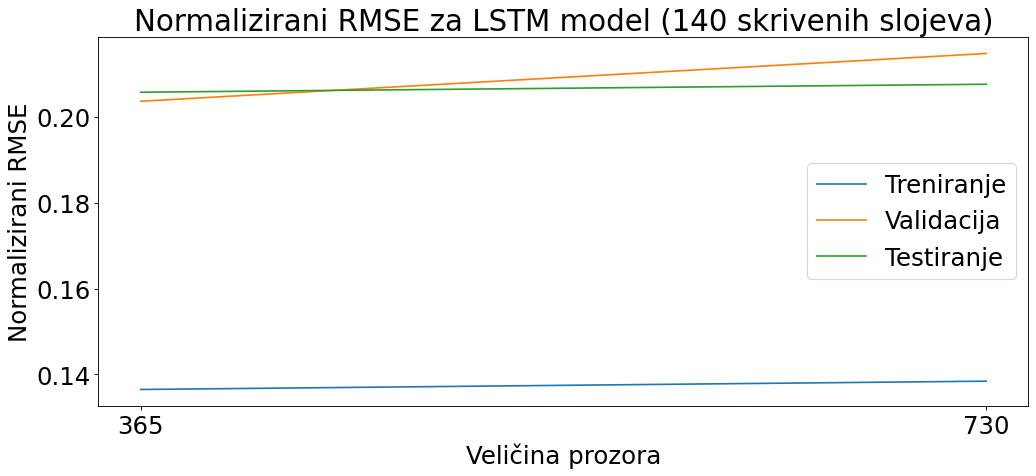 Normalizirani RMSE za LSTM model (140 skrivenih slojeva)
Normalizirani RMSE
0.20
0.18
0.16
0.14
Treniranje
Validacija
Testiranje
365
730
Veličina prozora